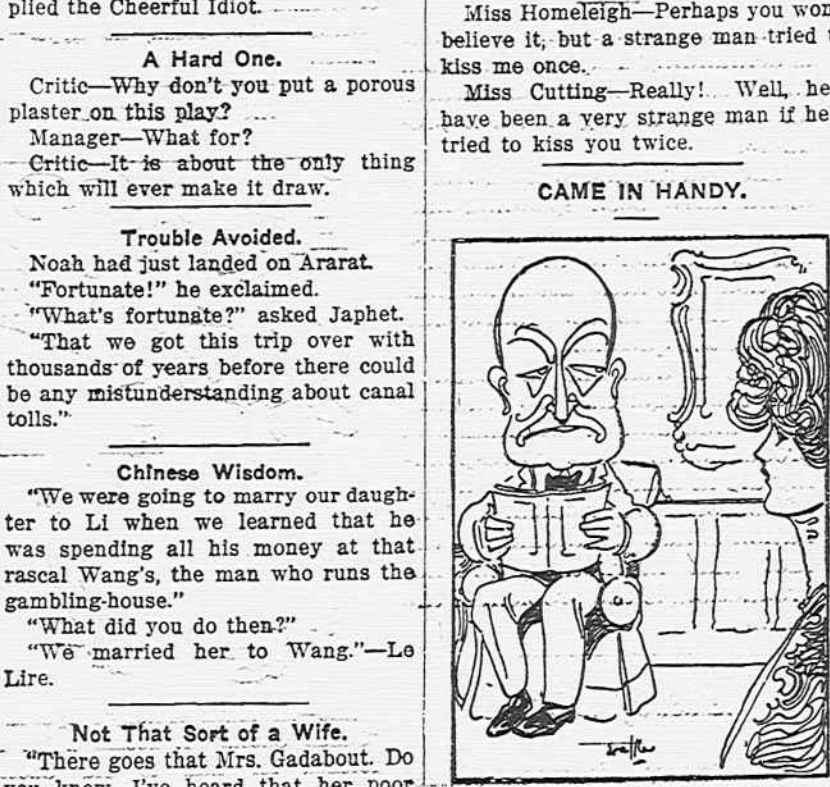 plied the Cheerful Idiot.
A Hard One.
Critic—Why don't you put a porous
plaster on this play?
Manager—What for?
Critic—It is about the only thing
which will ever make it draw.
Trouble Avoided.
Noah had just landed on Ararat.
"Fortunate!" he exclaimed.
"What's fortunate?" asked Japhet.
"That we got this trip over with
thousands of years before there could
be any mistunderstanding about canal
tolls."
Chinese Wisdom.
"We were going to marry our daugh-
ter to Li when we learned that he
was spending all his money at that
rascal Wang's, the man who runs the
gambling-house."
"What did you do then?"
"We married her to Wang."—Le
Lire.
Not That Sort of a Wife.
"There goes that Mrs. Gadabout. Do
you know, I've heard that her poor
Miss Homeleigh—Perhaps you won
believe it, but a strange man tried
kiss me once.
Miss Cutting—Really! Well, he
have been a very strange man if he
tried to kiss you twice.
CAME IN HANDY.